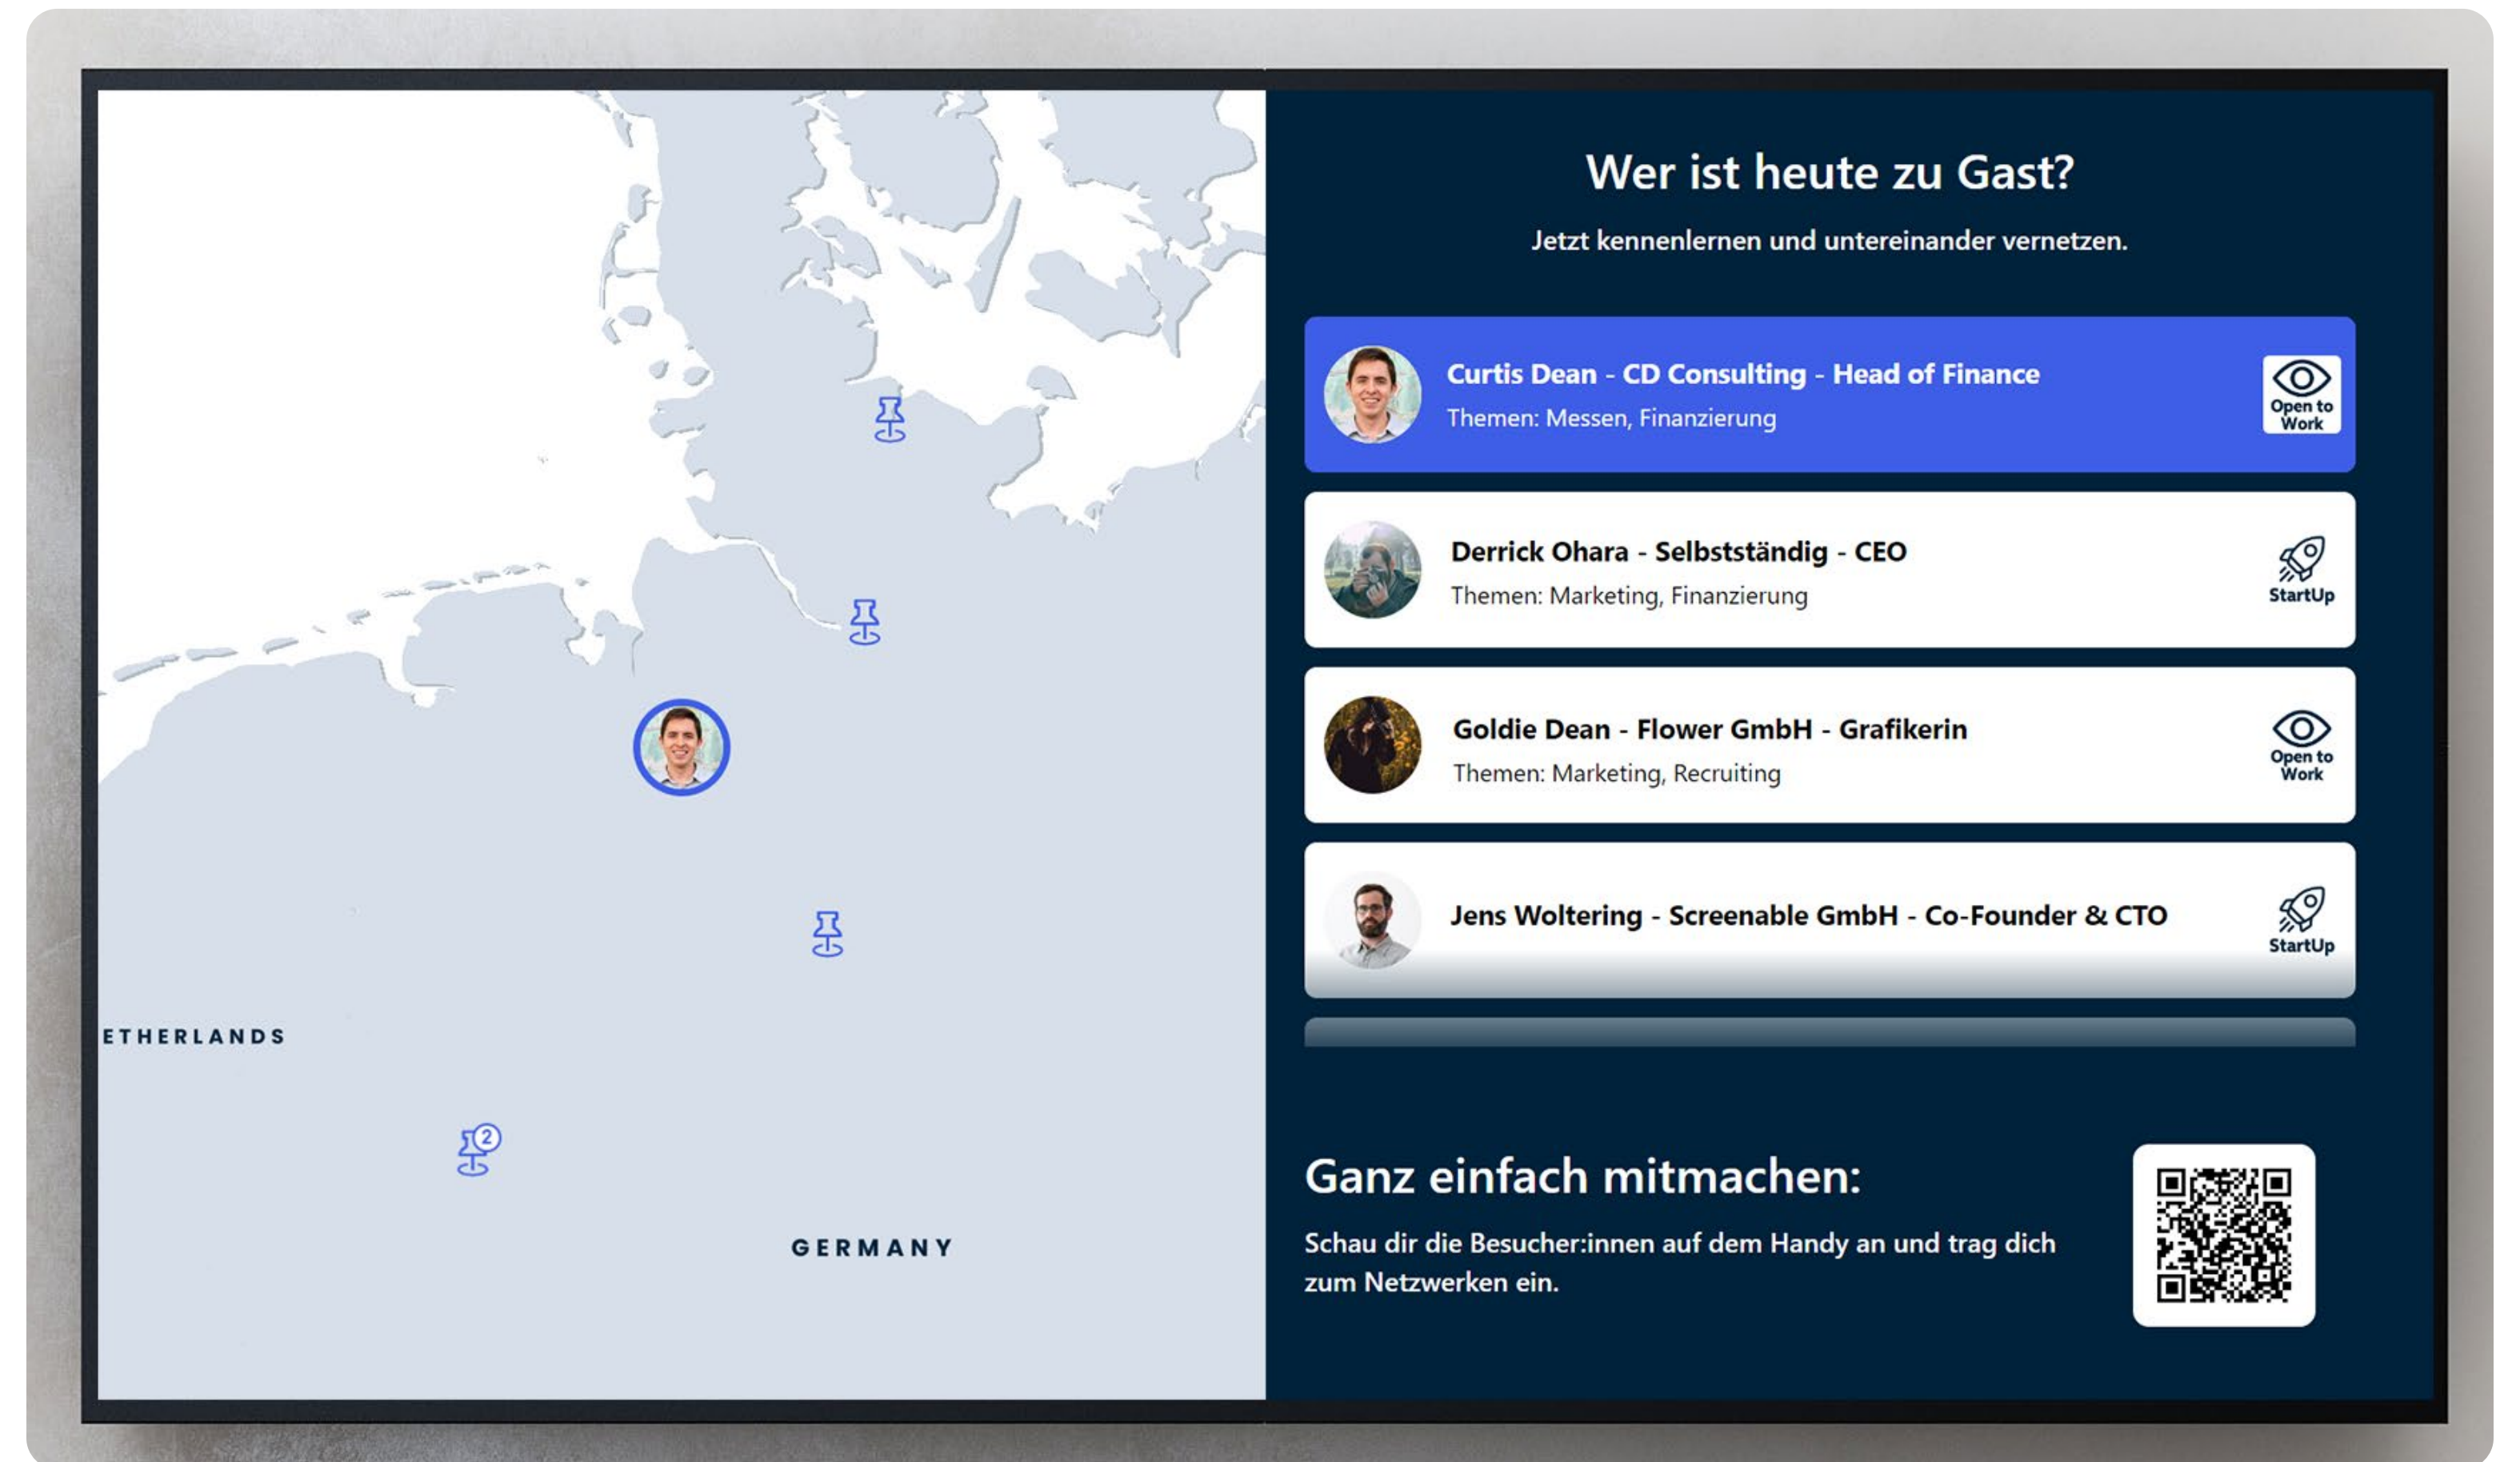 Wer ist heute zu Gast?
Jetzt kennenlernen und untereinander vernetzen.
Curtis Dean - CD Consulting - Head of Finance
Themen: Messen, Finanzierung
Open to
Work
Derrick Ohara - Selbstständig - CEO
Themen: Marketing, Finanzierung
StartUp
Goldie Dean - Flower GmbH - Grafikerin
Themen: Marketing, Recruiting
Open to
Work
Jens Woltering - Screenable GmbH - Co-Founder & CTO
StartUp
ETHERLANDS
2
GERMANY
Ganz einfach mitmachen:
Schau dir die Besucher:innen auf dem Handy an und trag dich
zum Netzwerken ein.